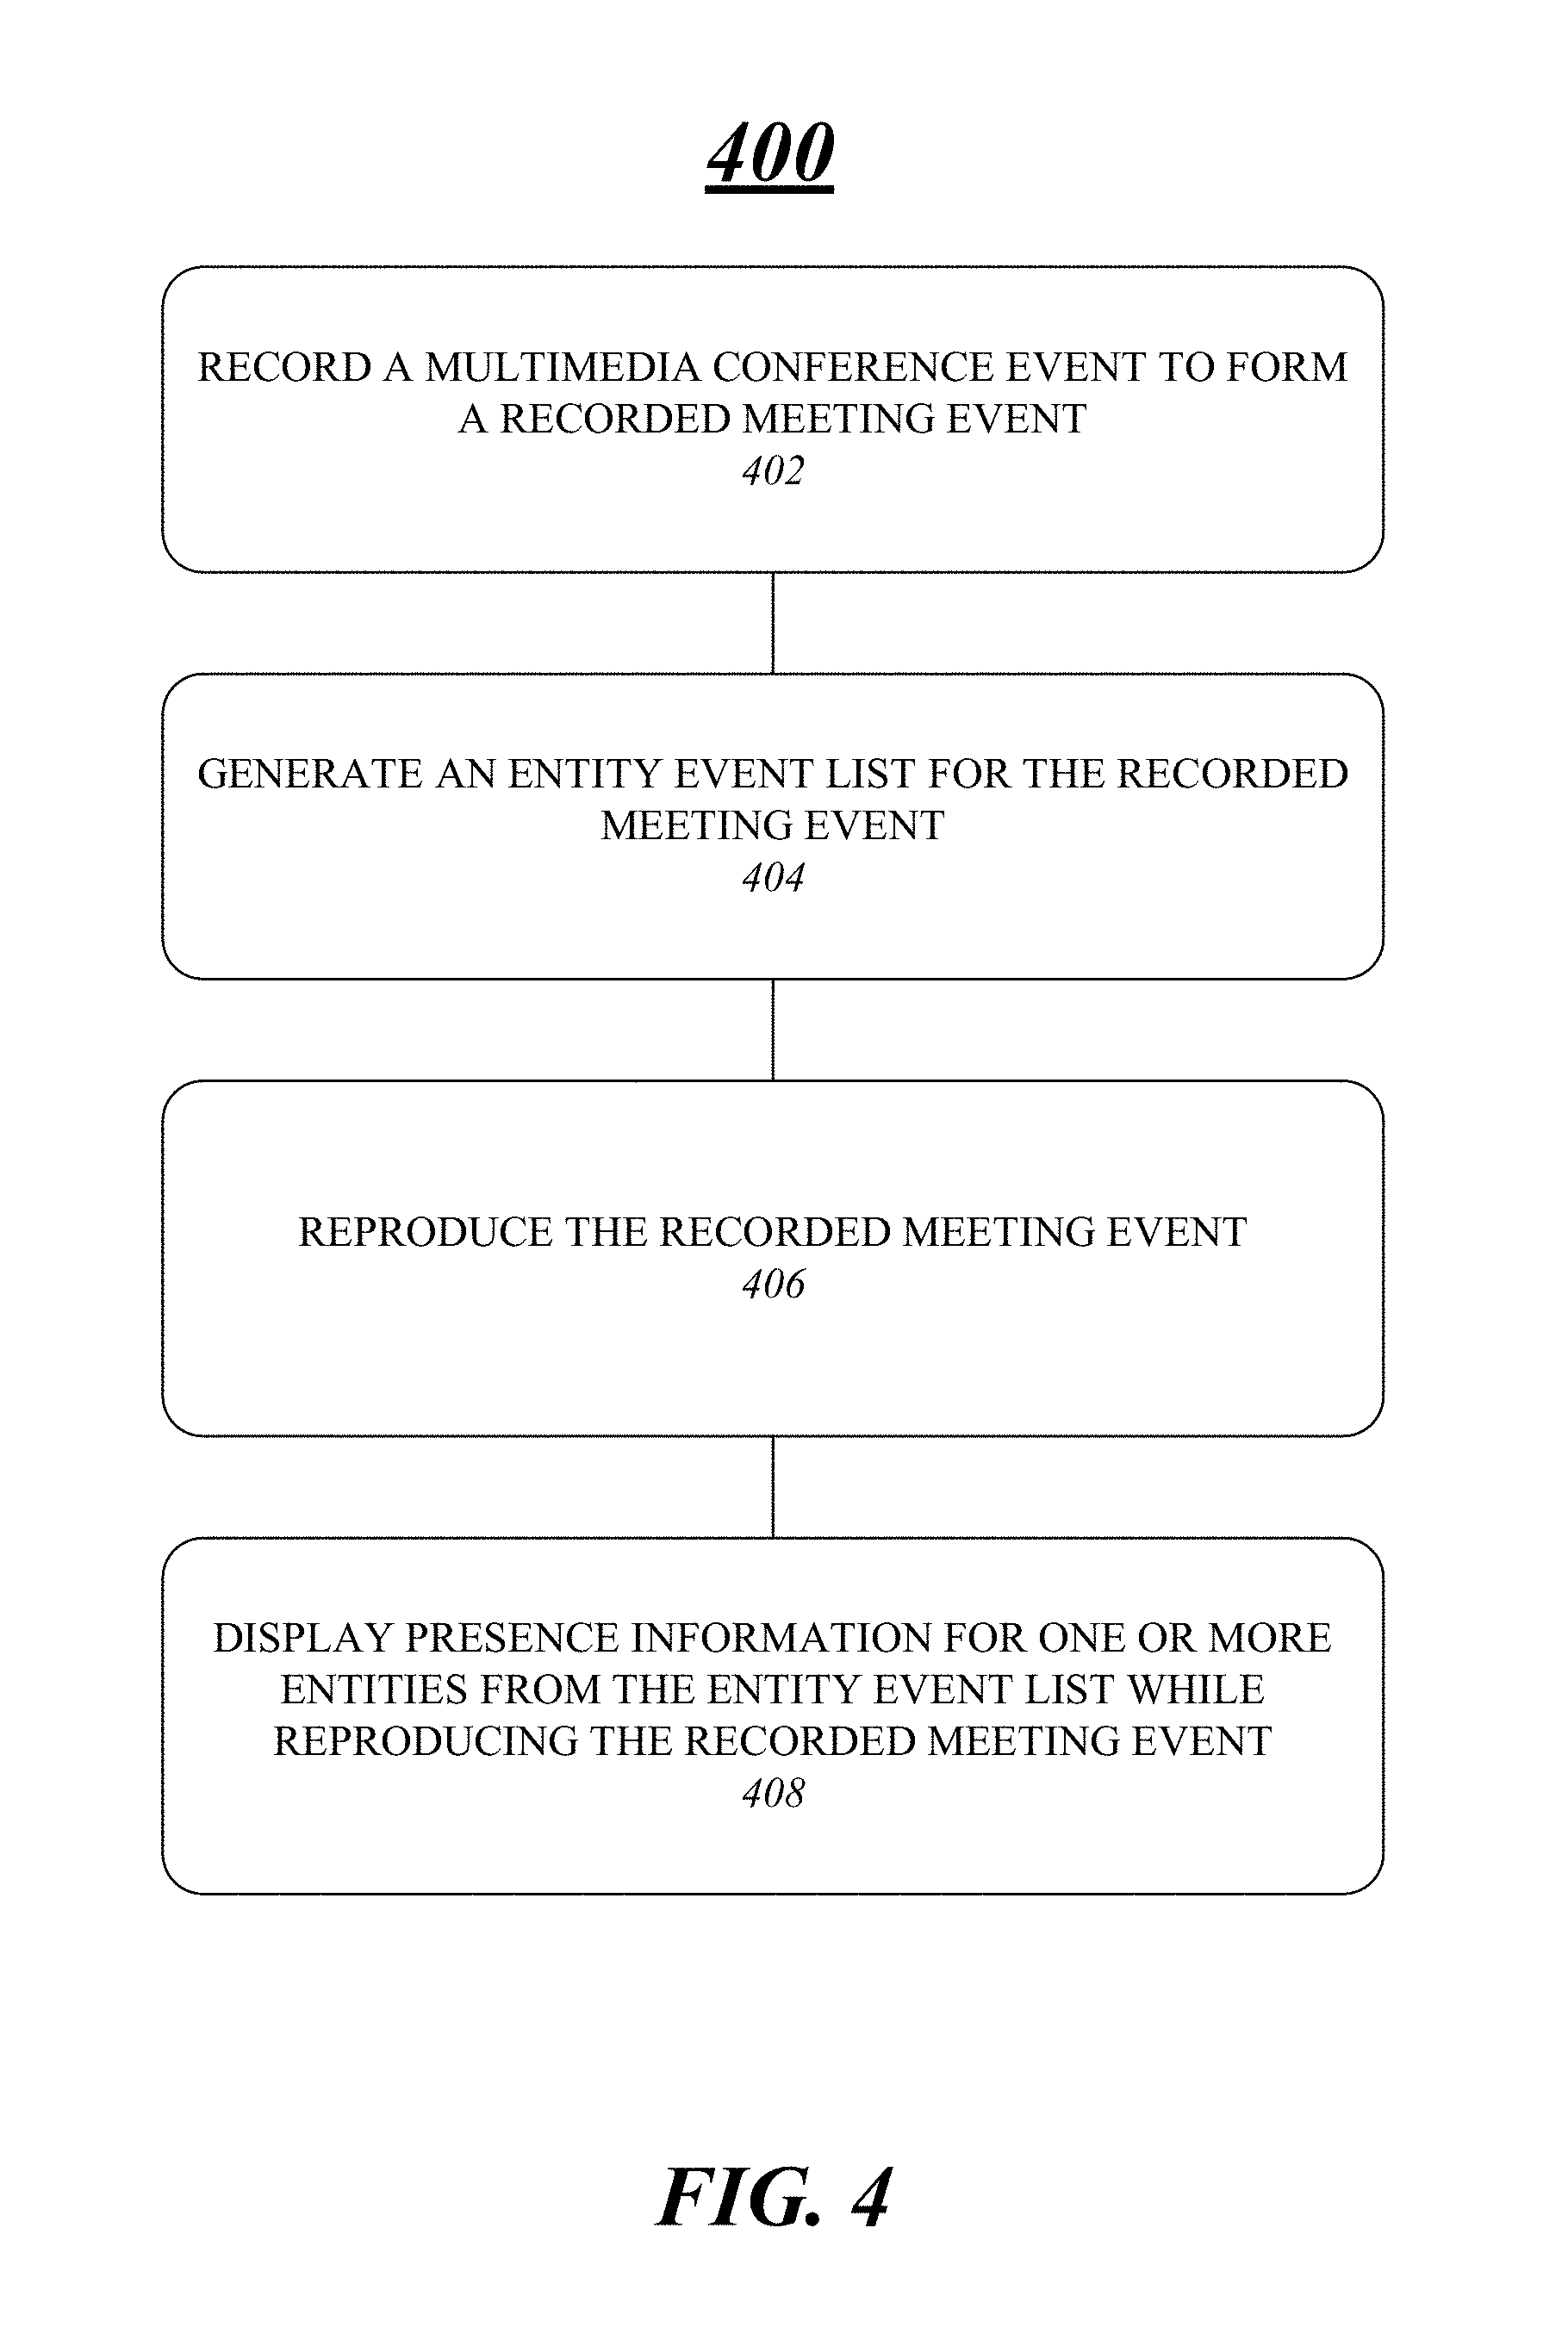 400
RECORD A MULTIMEDIA CONFERENCE EVENT TO FORM
A RECORDED MEETING EVENT
402
GENERATE AN ENTITY EVENT LIST FOR THE RECORDED
MEETING EVENT
404
REPRODUCE THE RECORDED MEETING EVENT
406
DISPLAY PRESENCE INFORMATION FOR ONE OR MORE
ENTITIES FROM THE ENTITY EVENT LIST WHILE
REPRODUCING THE RECORDED MEETING EVENT
408
FIG. 4